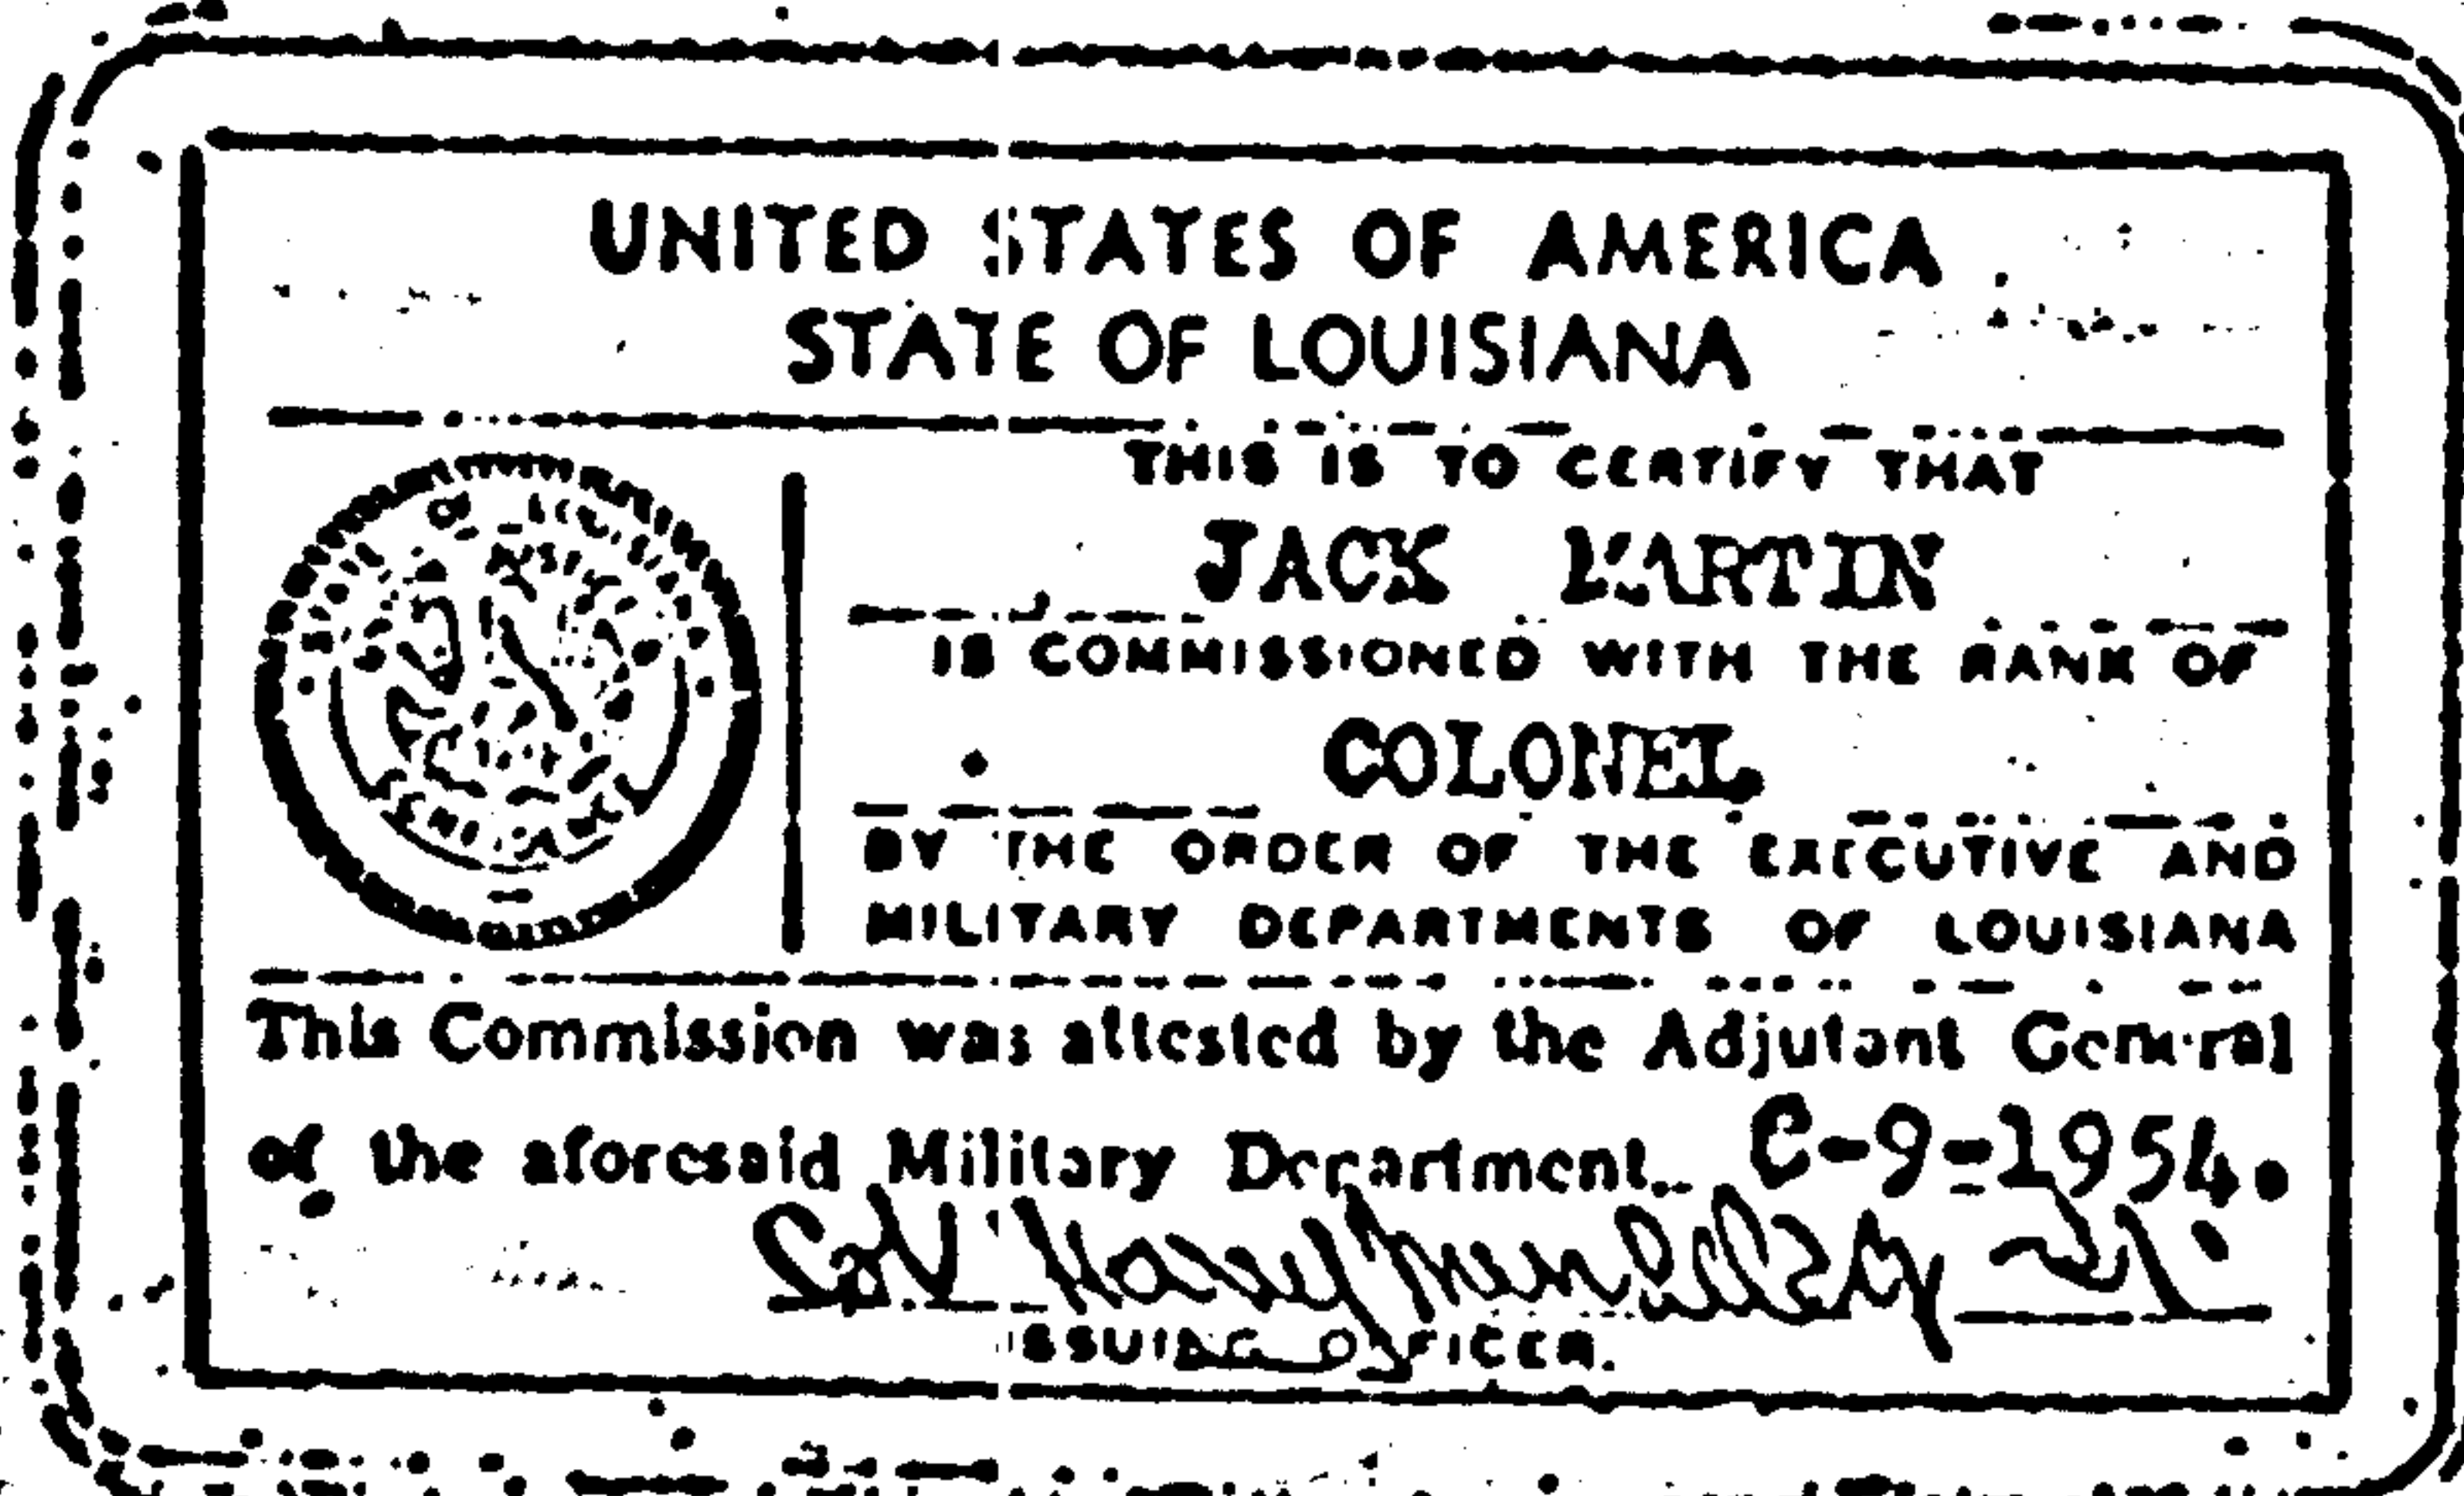 UNITED STATES OF AMERICA
STATE OF LOUISIANA
THIS IS TO CERTIFY THAT
JACK MARTIN
IS COMMISSIONED WITH THE RANK OF
COLONEL
BY THE ORDER OF THE EXECUTIVE AND
MILITARY DEPARTMENTS OF LOUISIANA
This Commission was attested by the Adjutant General
of the aforesaid Military Department. -9-1954.
ISSUING OFFICER.